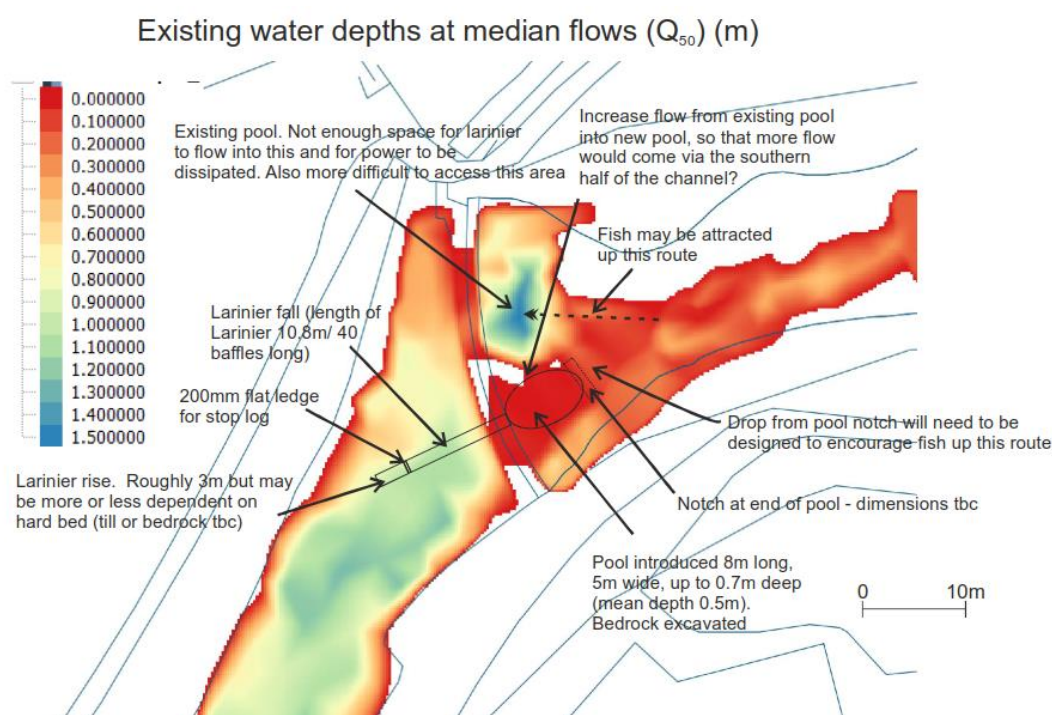 Existing water depths at median flows (Q50) (m)
0.000000
0.100000
0.200000
0.300000
0.400000
0.500000
0.600000
0.700000
0.800000
0.900000
1.000000
1.100000
1.200000
1.300000
1.400000
1.500000
Existing pool. Not enough space for larinier
to flow into this and for power to be
dissipated. Also more difficult to access this area
Increase flow from existing pool
into new pool, so that more flow
would come via the southern
half of the channel?
Fish may be attracted
up this route
Larinier fall (length of
Larinier 10.8m/ 40
baffles long)
200mm flat ledge
for stop log
Larinier rise. Roughly 3m but may
be more or less dependent on
hard bed (till or bedrock tbc)
Drop from pool notch will need to be
designed to encourage fish up this route
Notch at end of pool - dimensions tbc
Pool introduced 8m long,
5m wide, up to 0.7m deep
(mean depth 0.5m).
Bedrock excavated
0 10m